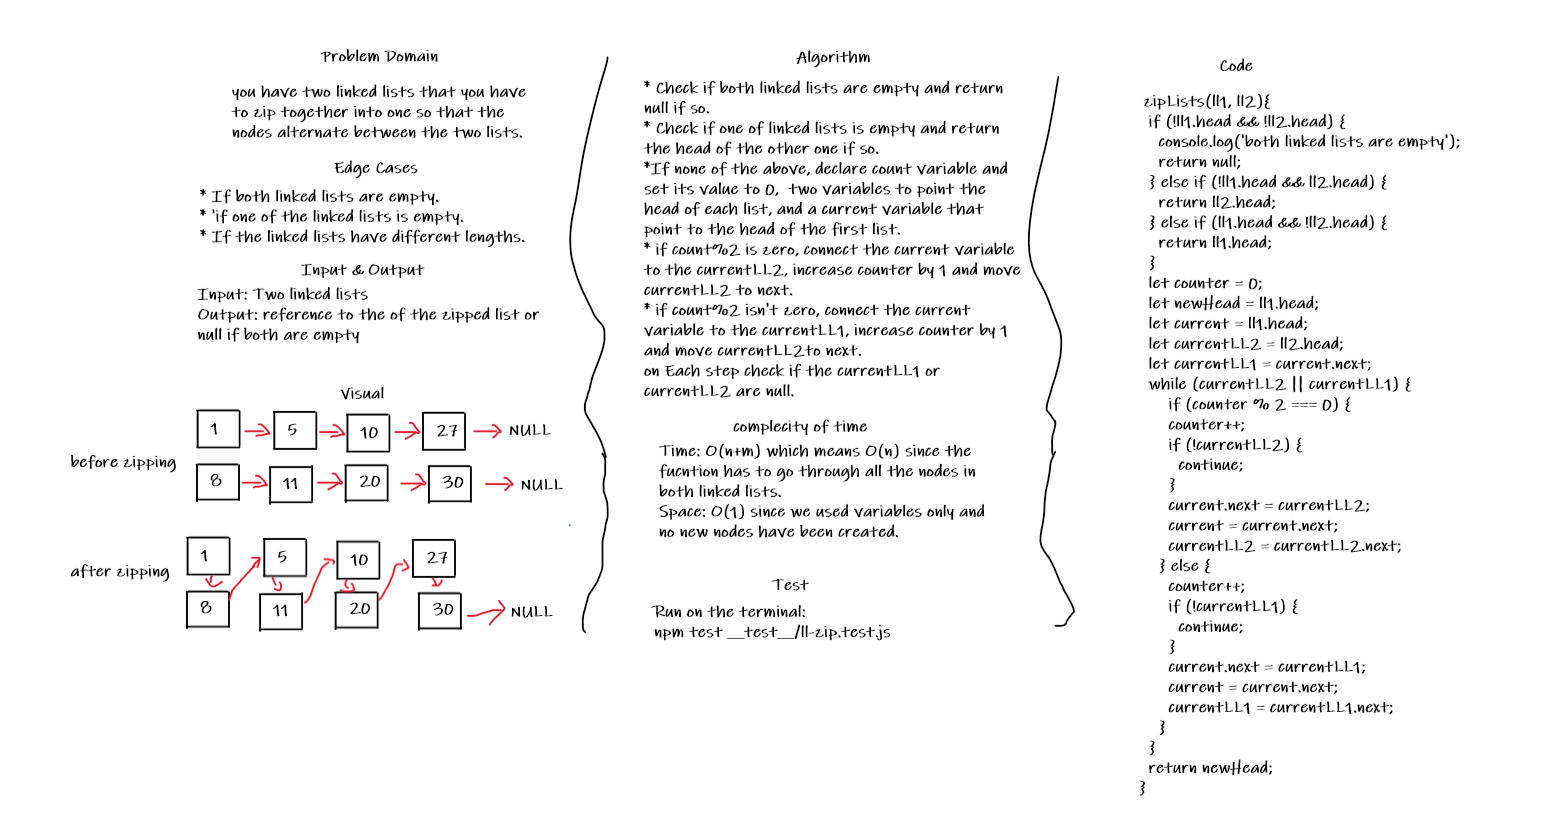 Problem Domain
you have two linked lists that you have
to zip together into one so that the
nodes alternate between the two lists.
Edge Cases
* If both linked lists are empty.
* 'if one of the linked lists is empty.
* If the linked lists have different lengths.
Input & Output
Input: Two linked lists
Output: reference to the of the zipped list or
null if both are empty
Visual
1 5 10 27 NULL
before zipping
8 11 20 30 NULL
1 5 10 27
after zipping
8 11 20 30 NULL
Algorithm
* Check if both linked lists are empty and return
null if so.
* Check if one of linked lists is empty and return
the head of the other one if so.
*If none of the above, declare count variable and
set its value to 0, two variables to point the
head of each list, and a current variable that
point to the head of the first list.
* if count%2 is zero, connect the current variable
to the currentLL2, increase counter by 1 and move
currentLL2 to next.
* if count%2 isn't zero, connect the current
variable to the currentLL1, increase counter by 1
and move currentLL2to next.
on Each step check if the currentLL1 or
currentLL2 are null.
complecity of time
Time: O(n+m) which means O(n) since the
fucntion has to go through all the nodes in
both linked lists.
Space: O(1) since we used variables only and
no new nodes have been created.
Test
Run on the terminal:
npm test __test__/ll-zip.test.js
Code
zipLists(ll1, ll2){
if (!ll1.head && !ll2.head) {
console.log('both linked lists are empty');
return null;
} else if (!ll1.head && ll2.head) {
return ll2.head;
} else if (ll1.head && !ll2.head) {
return ll1.head;
}
let counter = 0;
let newHead = ll1.head;
let current = ll1.head;
let currentLL2 = ll2.head;
let currentLL1 = current.next;
while (currentLL2 || currentLL1) {
if (counter % 2 === 0) {
counter++;
if (!currentLL2) {
continue;
}
current.next = currentLL2;
current = current.next;
currentLL2 = currentLL2.next;
} else {
counter++;
if (!currentLL1) {
continue;
}
current.next = currentLL1;
current = current.next;
currentLL1 = currentLL1.next;
}
}
return newHead;
}